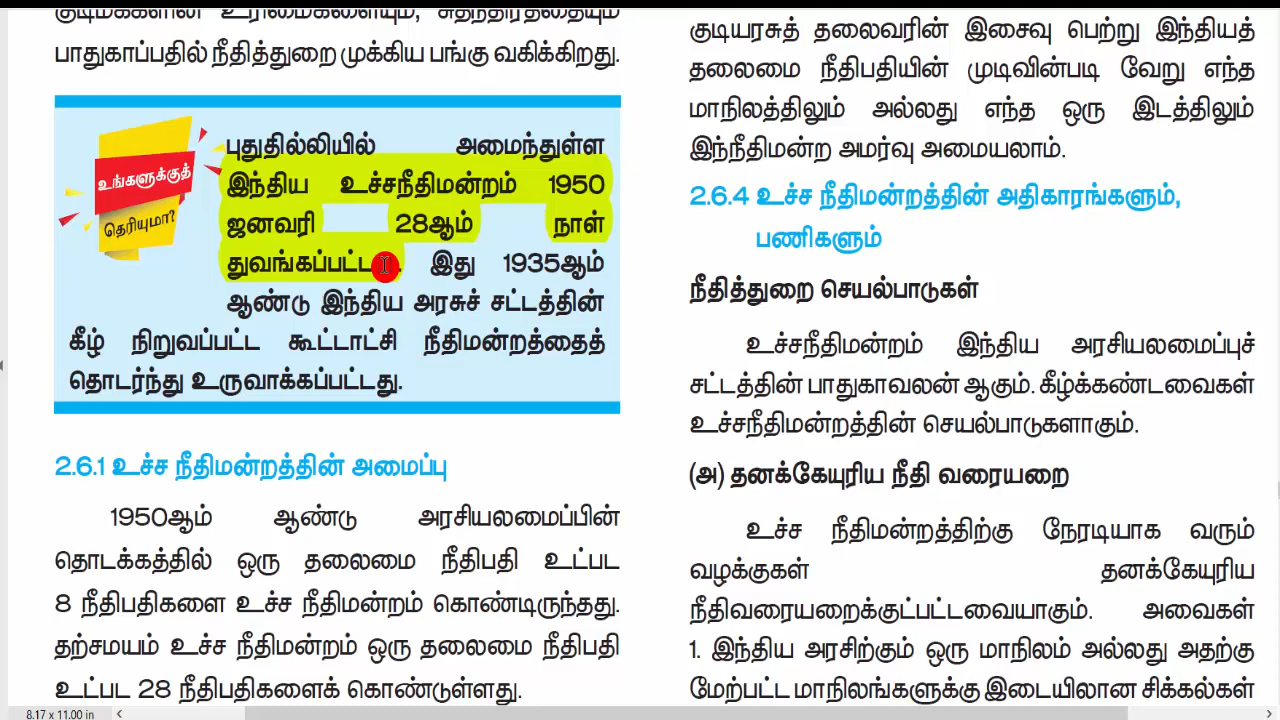 குடிமக்களின் உரிமைகளையும், சுதந்திரத்தையும்
பாதுகாப்பதில் நீதித்துறை முக்கிய பங்கு வகிக்கிறது.
உங்களுக்குத்
தெரியுமா?
புதுதில்லியில் அமைந்துள்ள
இந்திய உச்சநீதிமன்றம் 1950
ஜனவரி 28ஆம் நாள்
துவங்கப்பட்ட இது 1935ஆம்
ஆண்டு இந்திய அரசுச் சட்டத்தின்
கீழ் நிறுவப்பட்ட கூட்டாட்சி நீதிமன்றத்தைத்
தொடர்ந்து உருவாக்கப்பட்டது.
2.6.1 உச்ச நீதிமன்றத்தின் அமைப்பு
1950ஆம் ஆண்டு அரசியலமைப்பின்
தொடக்கத்தில் ஒரு தலைமை நீதிபதி உட்பட
8 நீதிபதிகளை உச்ச நீதிமன்றம் கொண்டிருந்தது.
தற்சமயம் உச்ச நீதிமன்றம் ஒரு தலைமை நீதிபதி
உட்பட 28 நீதிபதிகளைக் கொண்டுள்ளது.
குடியரசுத் தலைவரின் இசைவு பெற்று இந்தியத்
தலைமை நீதிபதியின் முடிவின்படி வேறு எந்த
மாநிலத்திலும் அல்லது எந்த ஒரு இடத்திலும்
இந்நீதிமன்ற அமர்வு அமையலாம்.
2.6.4 உச்ச நீதிமன்றத்தின் அதிகாரங்களும்,
பணிகளும்
நீதித்துறை செயல்பாடுகள்
உச்சநீதிமன்றம் இந்திய அரசியலமைப்புச்
சட்டத்தின் பாதுகாவலன் ஆகும். கீழ்க்கண்டவைகள்
உச்சநீதிமன்றத்தின் செயல்பாடுகளாகும்.
(அ) தனக்கேயுரிய நீதி வரையறை
உச்ச நீதிமன்றத்திற்கு நேரடியாக வரும்
வழக்குகள் தனக்கேயுரிய
நீதிவரையறைக்குட்பட்டவையாகும். அவைகள்
1. இந்திய அரசிற்கும் ஒரு மாநிலம் அல்லது அதற்கு
மேற்பட்ட மாநிலங்களுக்கு இடையிலான சிக்கல்கள்
8.17 x 11.00 in